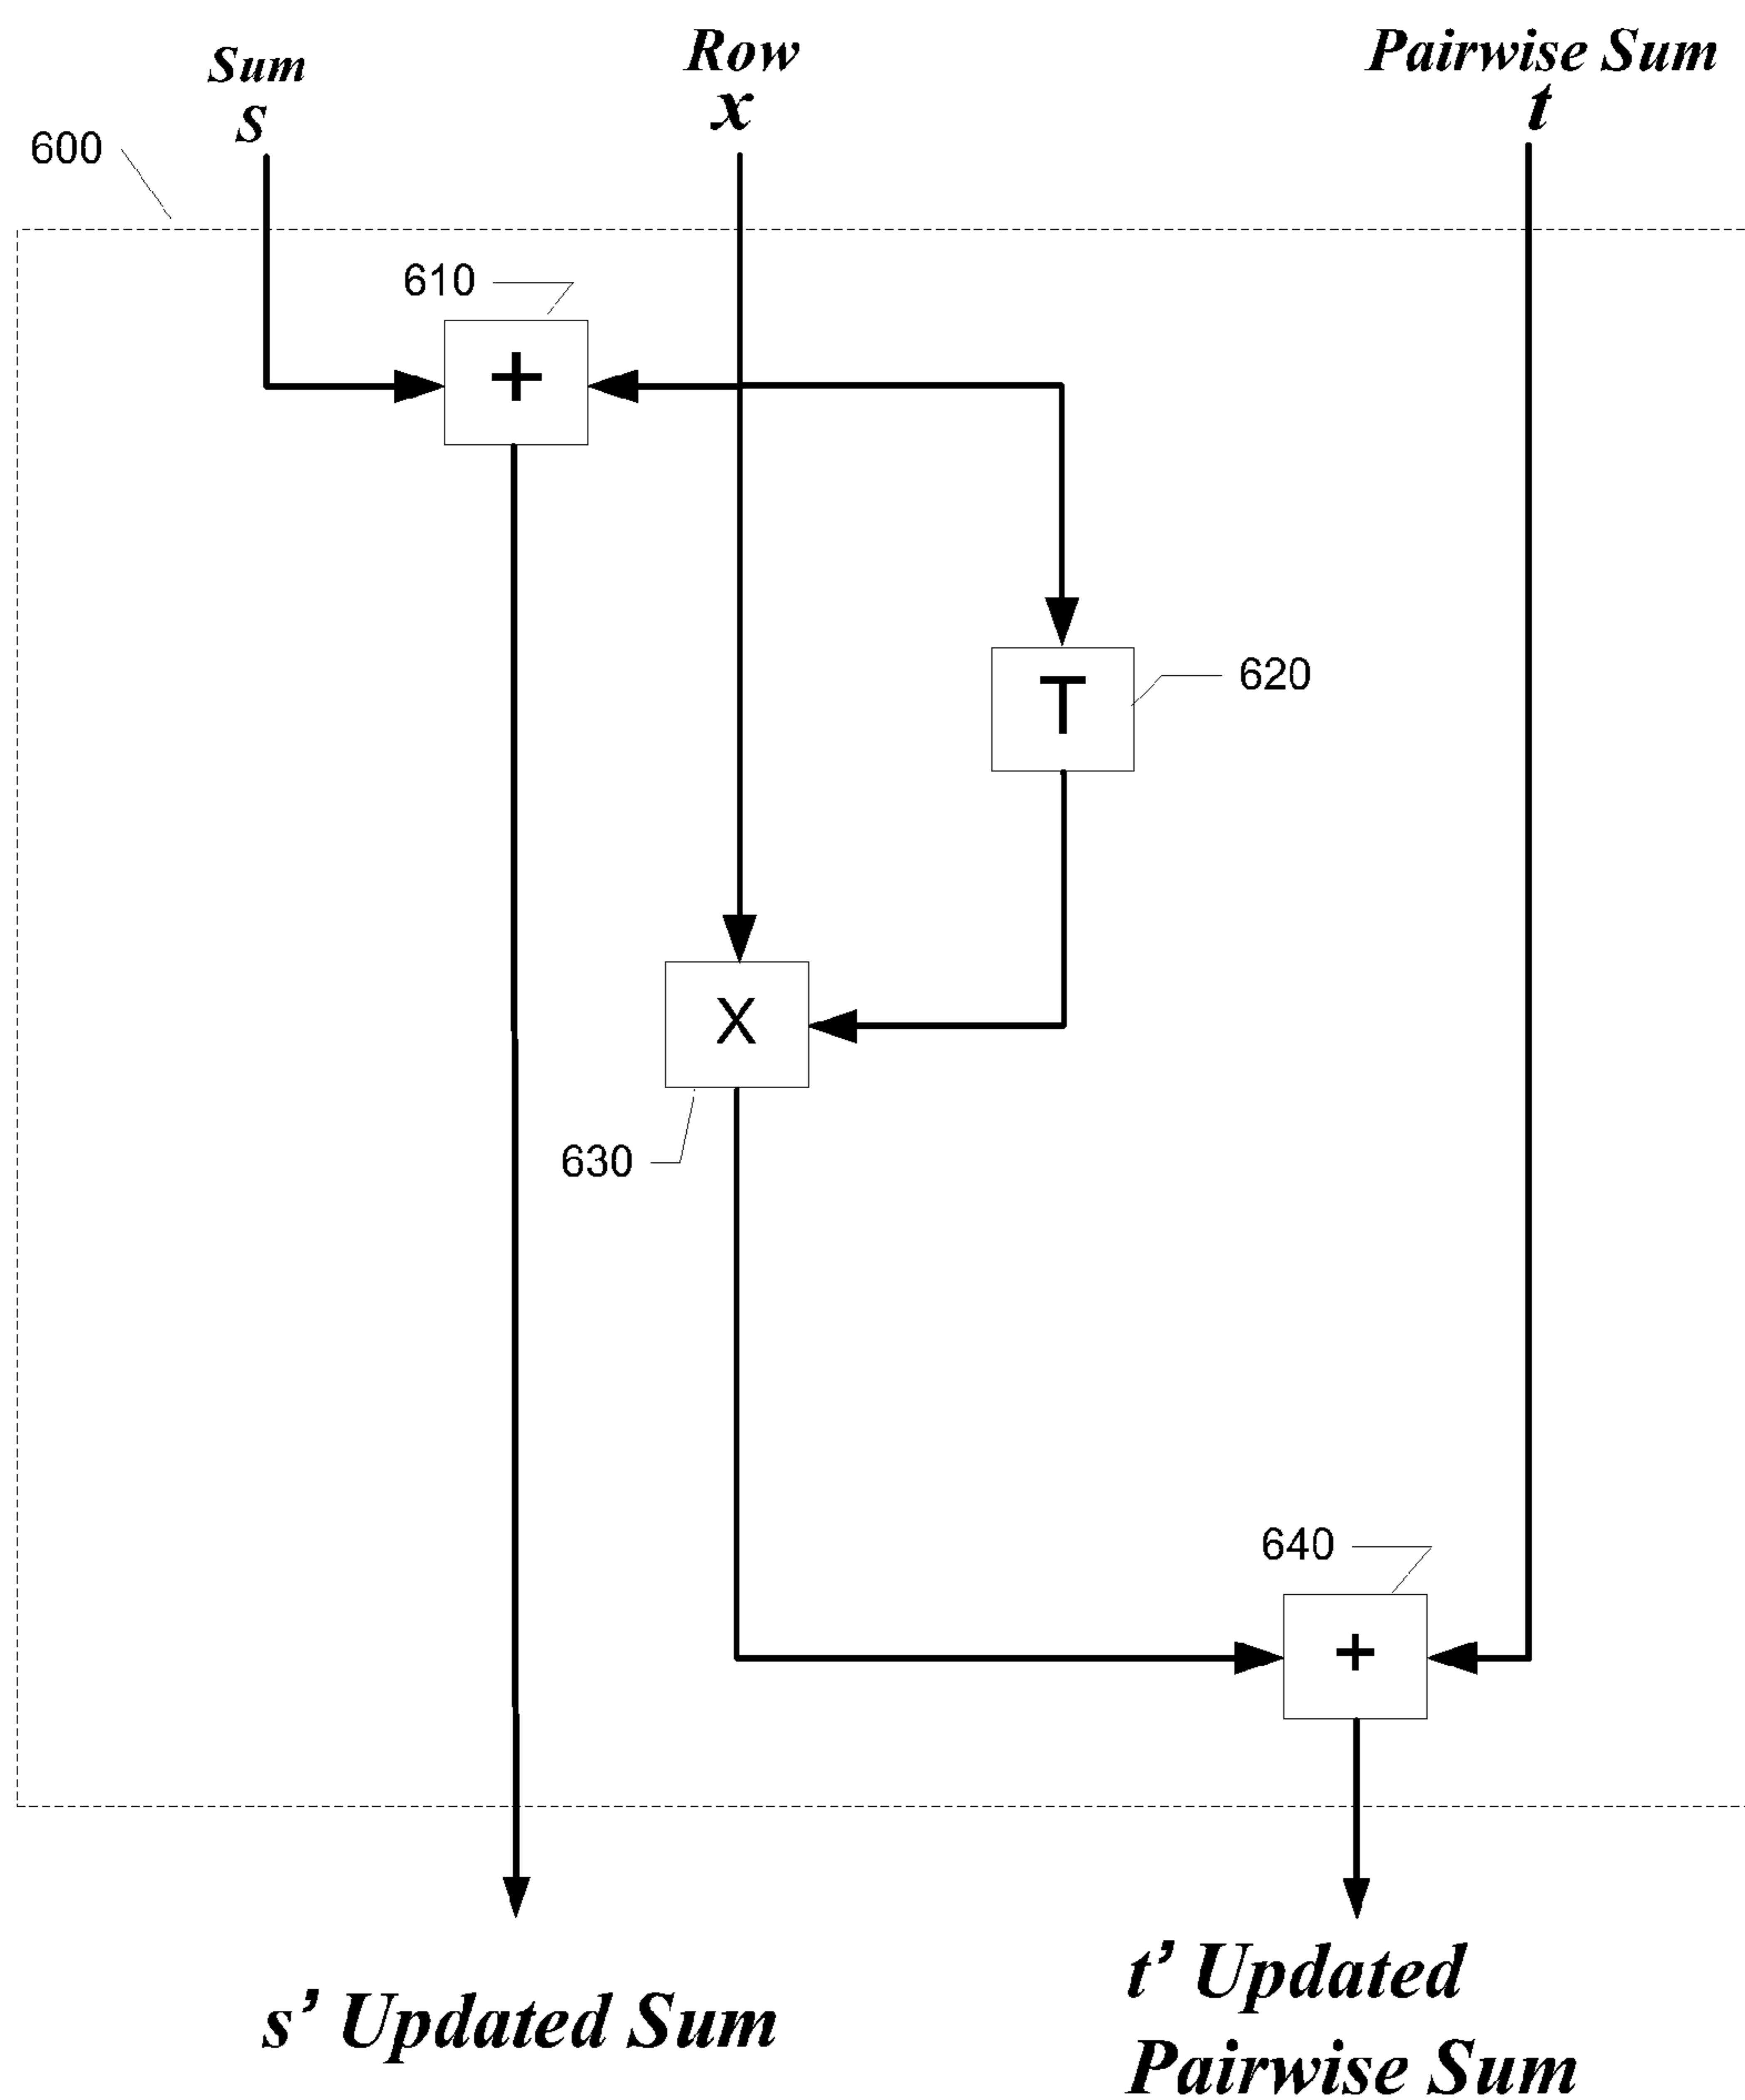 Sum
s
Row
x
Pairwise Sum
t
600
610
+
T
620
X
630
640
+
s’ Updated Sum
t’ Updated
Pairwise Sum